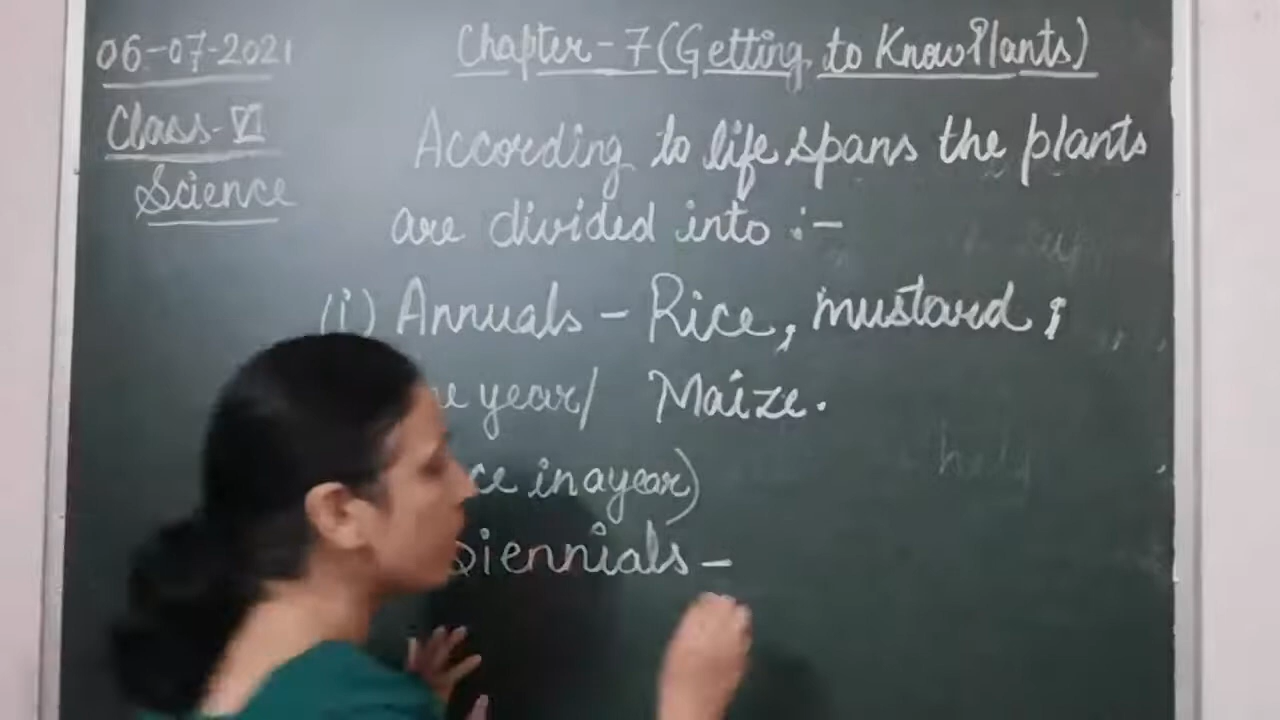 06-07-2021
Class-VI
Science
Chapter-7 (Getting to Know Plants)
According to life spans the plants
are divided into :-
(i) Annuals - Rice, mustard,
year/ Maize.
in a year)
Biennials -